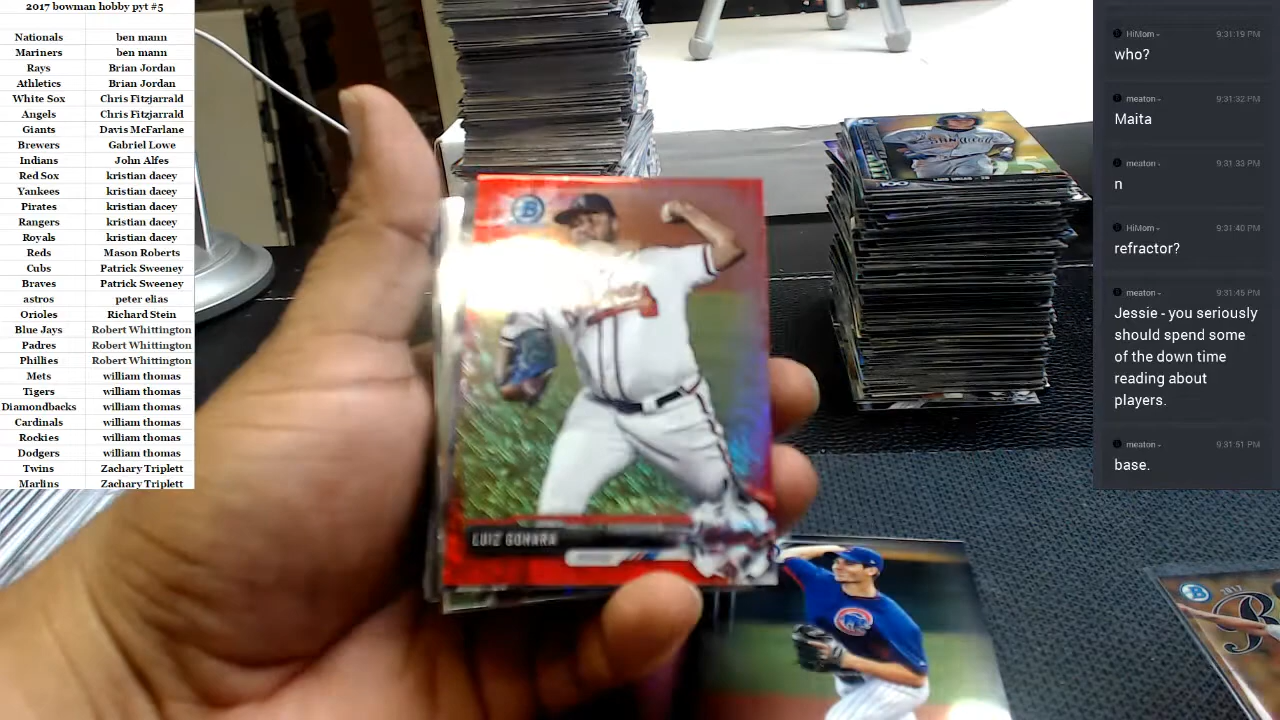 2017 bowman hobby pyt #5
Nationals ben mann
Mariners ben mann
Rays Brian Jordan
Athletics Brian Jordan
White Sox Chris Fitzjarrald
Angels Chris Fitzjarrald
Giants Davis McFarlane
Brewers Gabriel Lowe
Indians John Alfes
Red Sox kristian dacey
Yankees kristian dacey
Pirates kristian dacey
Rangers kristian dacey
Royals kristian dacey
Reds Mason Roberts
Cubs Patrick Sweeney
Braves Patrick Sweeney
astros peter elias
Orioles Richard Stein
Blue Jays Robert Whittington
Padres Robert Whittington
Phillies Robert Whittington
Mets william thomas
Tigers william thomas
Diamondbacks william thomas
Cardinals william thomas
Rockies william thomas
Dodgers william thomas
Twins Zachary Triplett
Marlins Zachary Triplett
B
LUIZ GOHARA
HiMom 9:31:19 PM
who?
meaton 9:31:32 PM
Maita
meaton 9:31:33 PM
n
HiMom 9:31:40 PM
refractor?
meaton 9:31:45 PM
Jessie - you seriously
should spend some
of the down time
reading about
players.
meaton 9:31:51 PM
base.